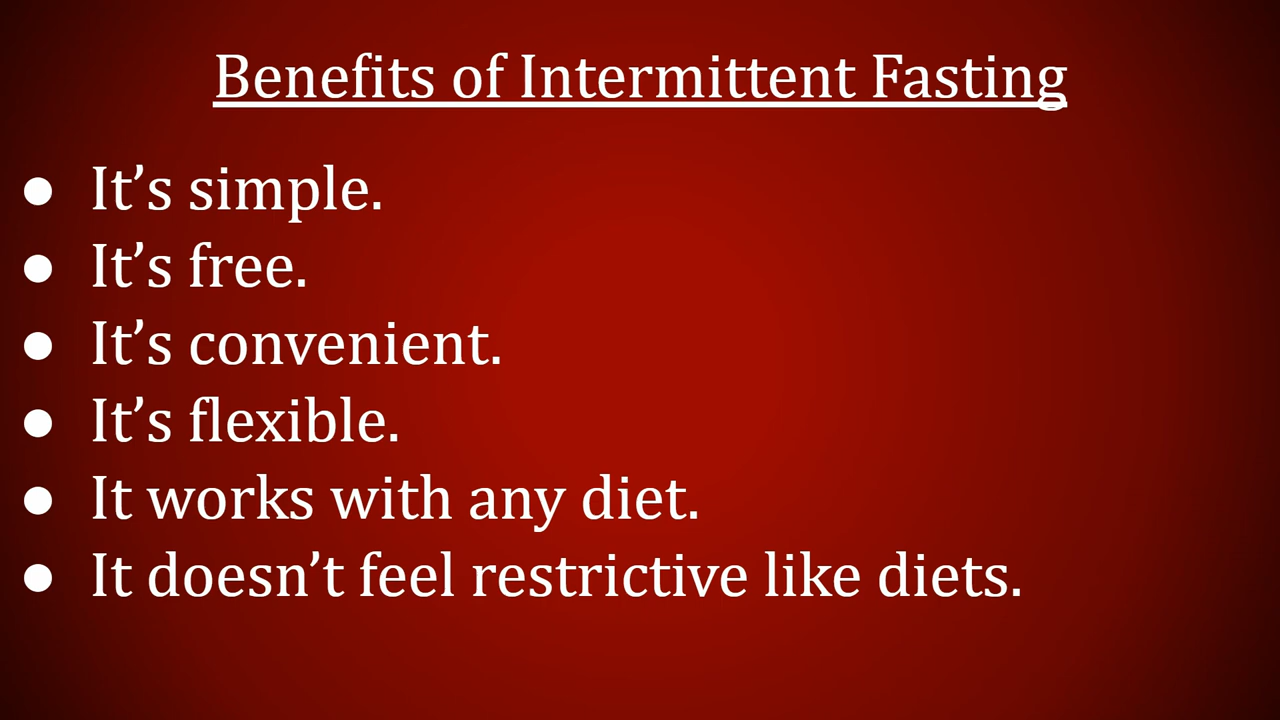 Benefits of Intermittent Fasting
● It’s simple.
● It’s free.
● It’s convenient.
● It’s flexible.
● It works with any diet.
● It doesn’t feel restrictive like diets.